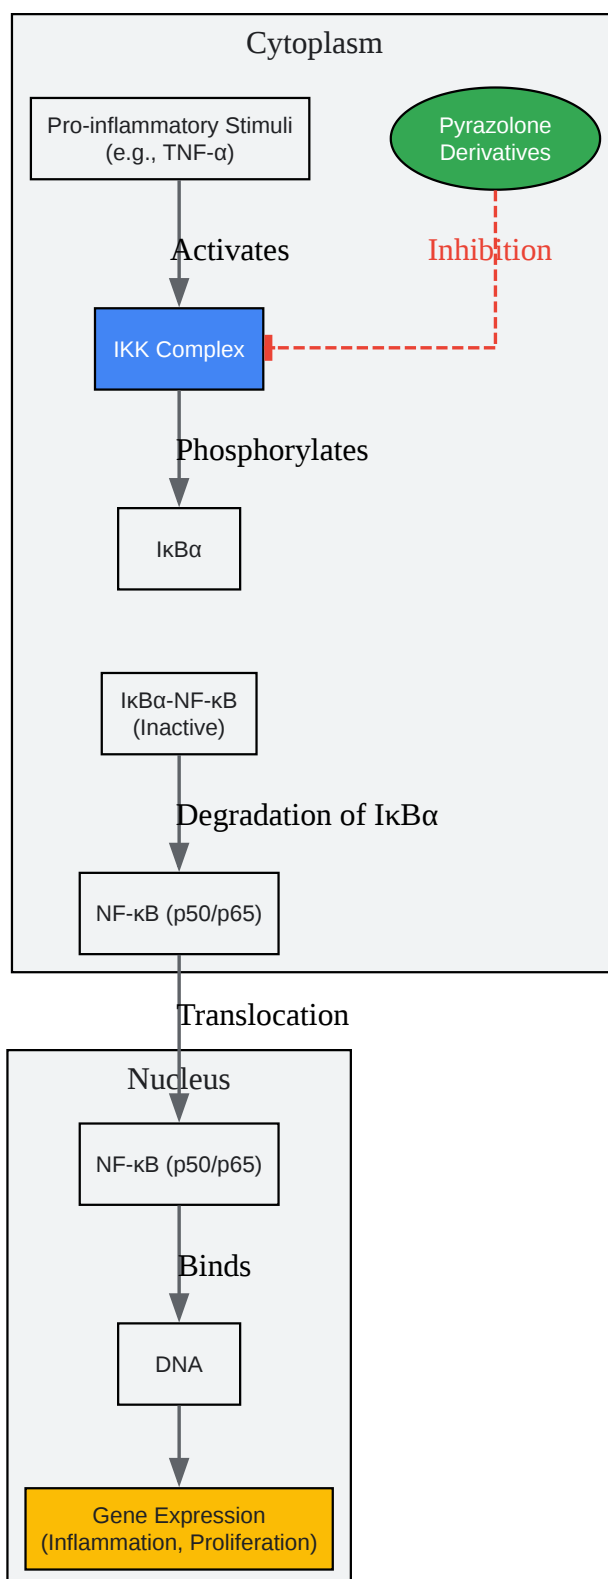 Cytoplasm
Pro-inflammatory Stimuli
(e.g., TNF-α)
Pyrazolone
Derivatives
Activates
Inhibition
IKK Complex
Phosphorylates
IκBα
IκBα-NF-κB
(Inactive)
Degradation of IκBα
NF-κB (p50/p65)
Translocation
Nucleus
NF-κB (p50/p65)
Binds
DNA
Gene Expression
(Inflammation, Proliferation)